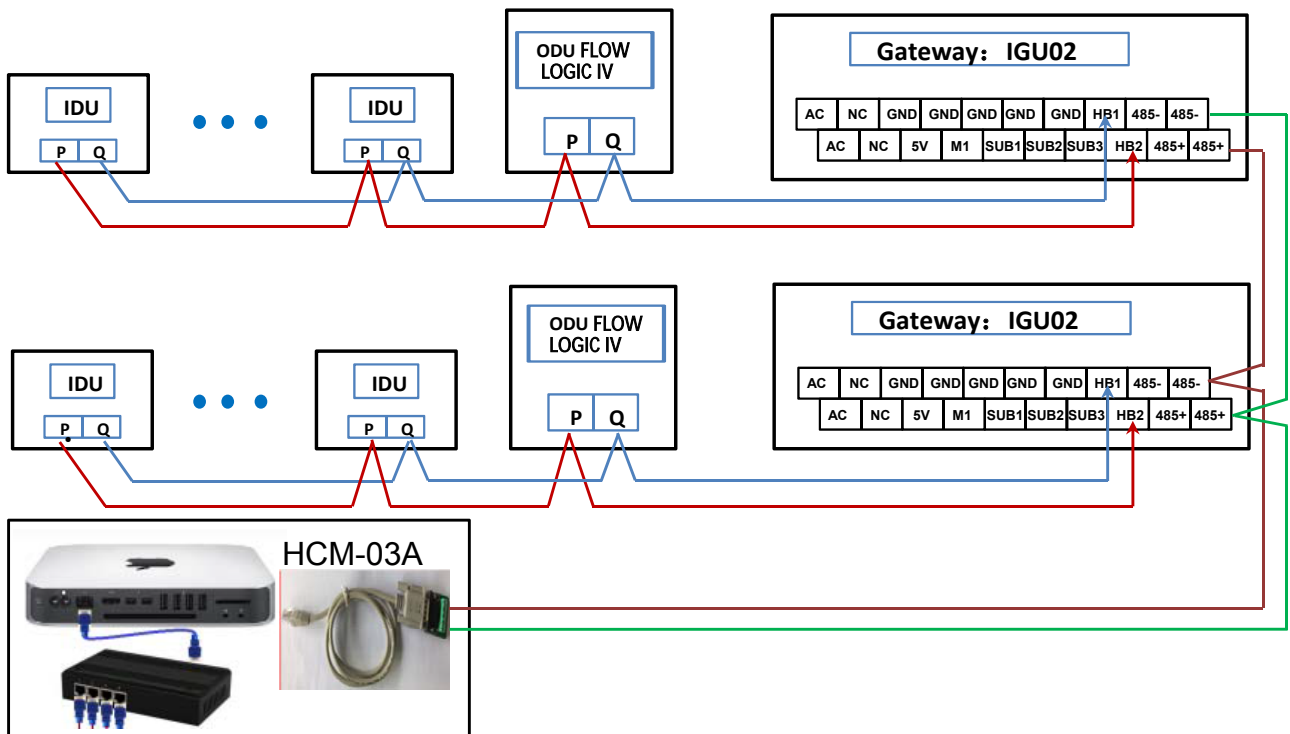 ODU FLOW
LOGIC IV
Gateway： IGU02
IDU
IDU
AC NC GND GND GND GND GND HB1 485- 485-
P Q
P Q
P Q
AC NC 5V M1 SUB1 SUB2 SUB3 HB2 485+ 485+
ODU FLOW
LOGIC IV
Gateway： IGU02
IDU
IDU
AC NC GND GND GND GND GND HB1 485- 485-
P Q
P Q
P Q
AC NC 5V M1 SUB1 SUB2 SUB3 HB2 485+ 485+
HCM-03A